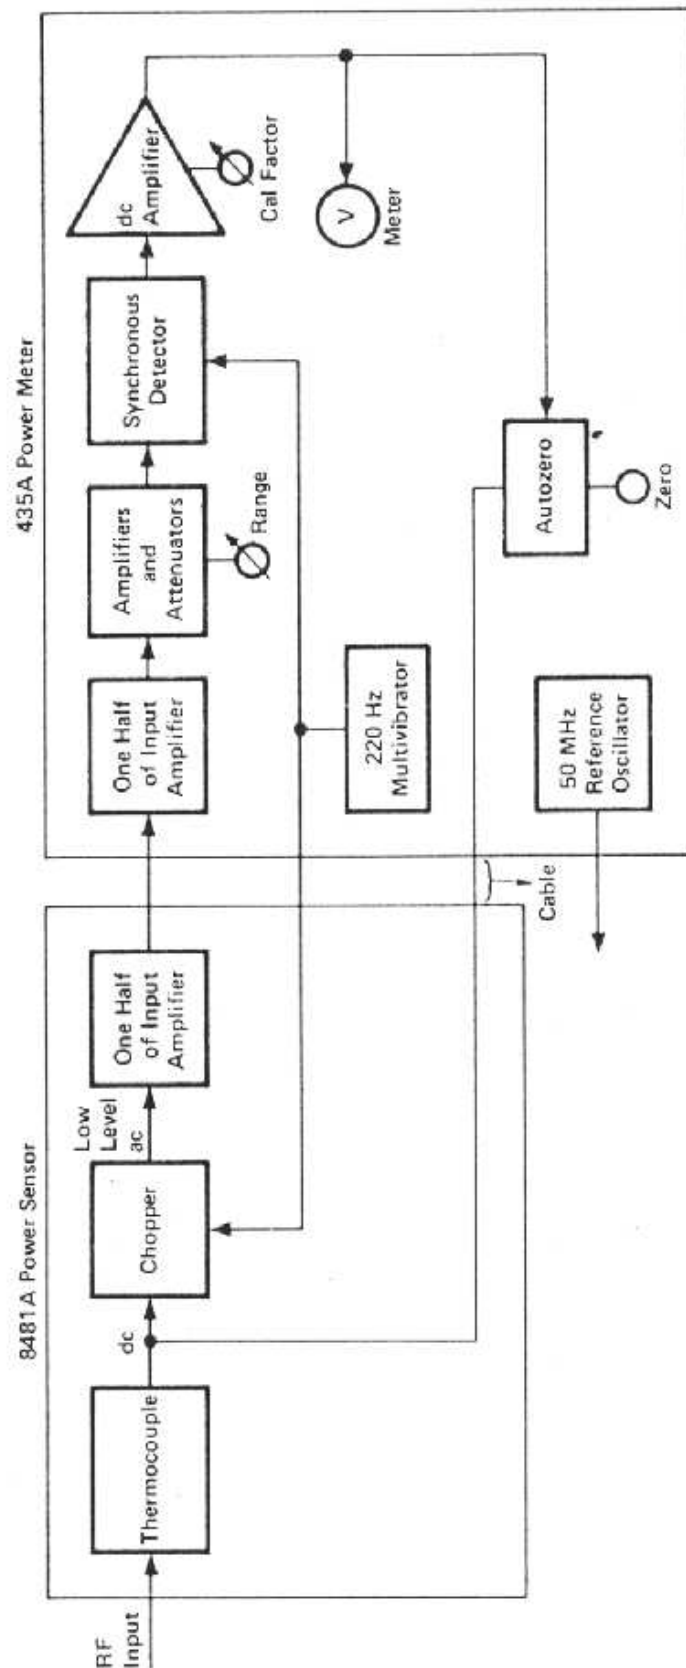 8481A Power Sensor
435A Power Meter
RF
Input
Thermocouple
dc
Chopper
Low
Level
ac
One Half
of Input
Amplifier
One Half
of Input
Amplifier
Amplifiers
and
Attenuators
Range
Synchronous
Detector
dc
Amplifier
Cal Factor
V
Meter
220 Hz
Multivibrator
Cable
50 MHz
Reference
Oscillator
Autozero
Zero